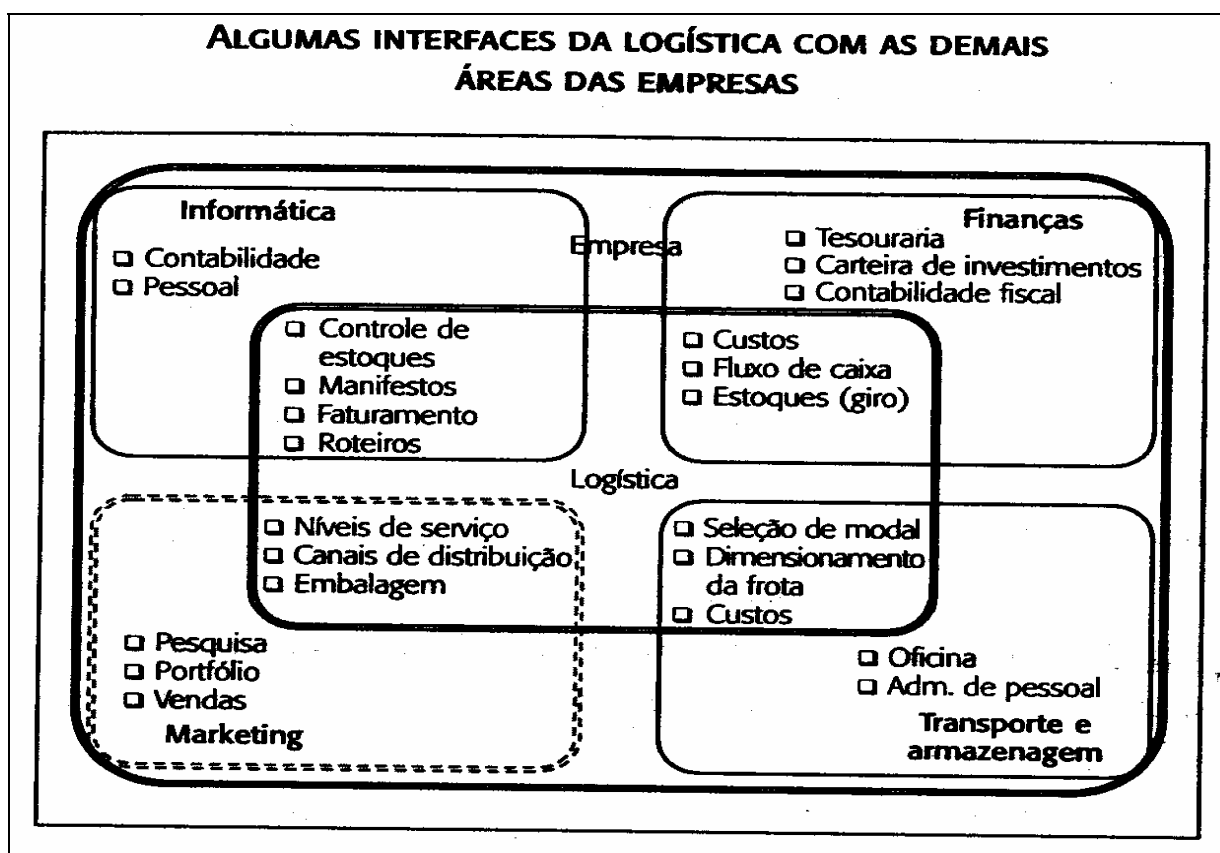 ALGUMAS INTERFACES DA LOGÍSTICA COM AS DEMAIS
ÁREAS DAS EMPRESAS
Informática
❑ Contabilidade
❑ Pessoal
Empresa
Finanças
❑ Tesouraria
❑ Carteira de investimentos
❑ Contabilidade fiscal
❑ Controle de
estoques
❑ Manifestos
❑ Faturamento
❑ Roteiros
❑ Custos
❑ Fluxo de caixa
❑ Estoques (giro)
Logística
❑ Níveis de serviço
❑ Canais de distribuição
❑ Embalagem
❑ Seleção de modal
❑ Dimensionamento
da frota
❑ Custos
❑ Pesquisa
❑ Portfólio
❑ Vendas
Marketing
❑ Oficina
❑ Adm. de pessoal
Transporte e
armazenagem